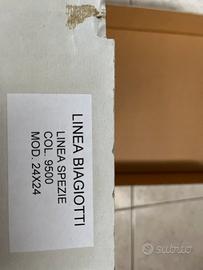 LINEA BIAGIOTTI
LINEA SPEZIE
COL. 9500
MOD. 24X24
subito